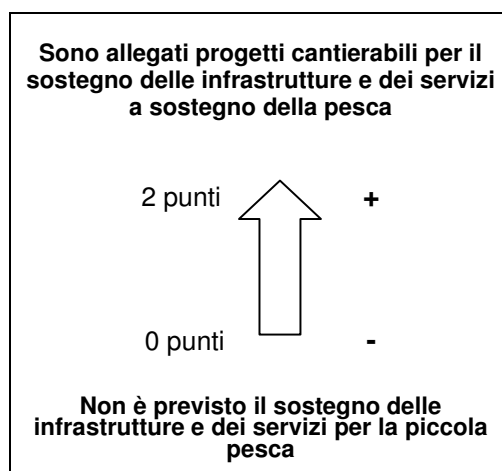 Sono allegati progetti cantierabili per il
sostegno delle infrastrutture e dei servizi
a sostegno della pesca
2 punti +
0 punti -
Non è previsto il sostegno delle
infrastrutture e dei servizi per la piccola
pesca